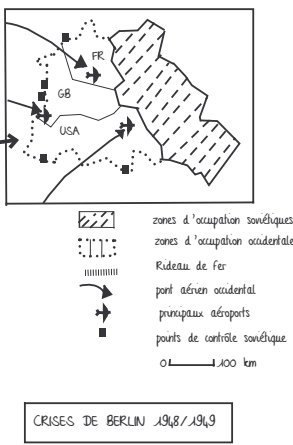 FR
GB
USA
zones d'occupation soviétiques
zones d'occupation occidentale
Rideau de fer
pont aérien occidental
principaux aéroports
points de contrôle soviétique
0 100 km
CRISES DE BERLIN 1948/1949